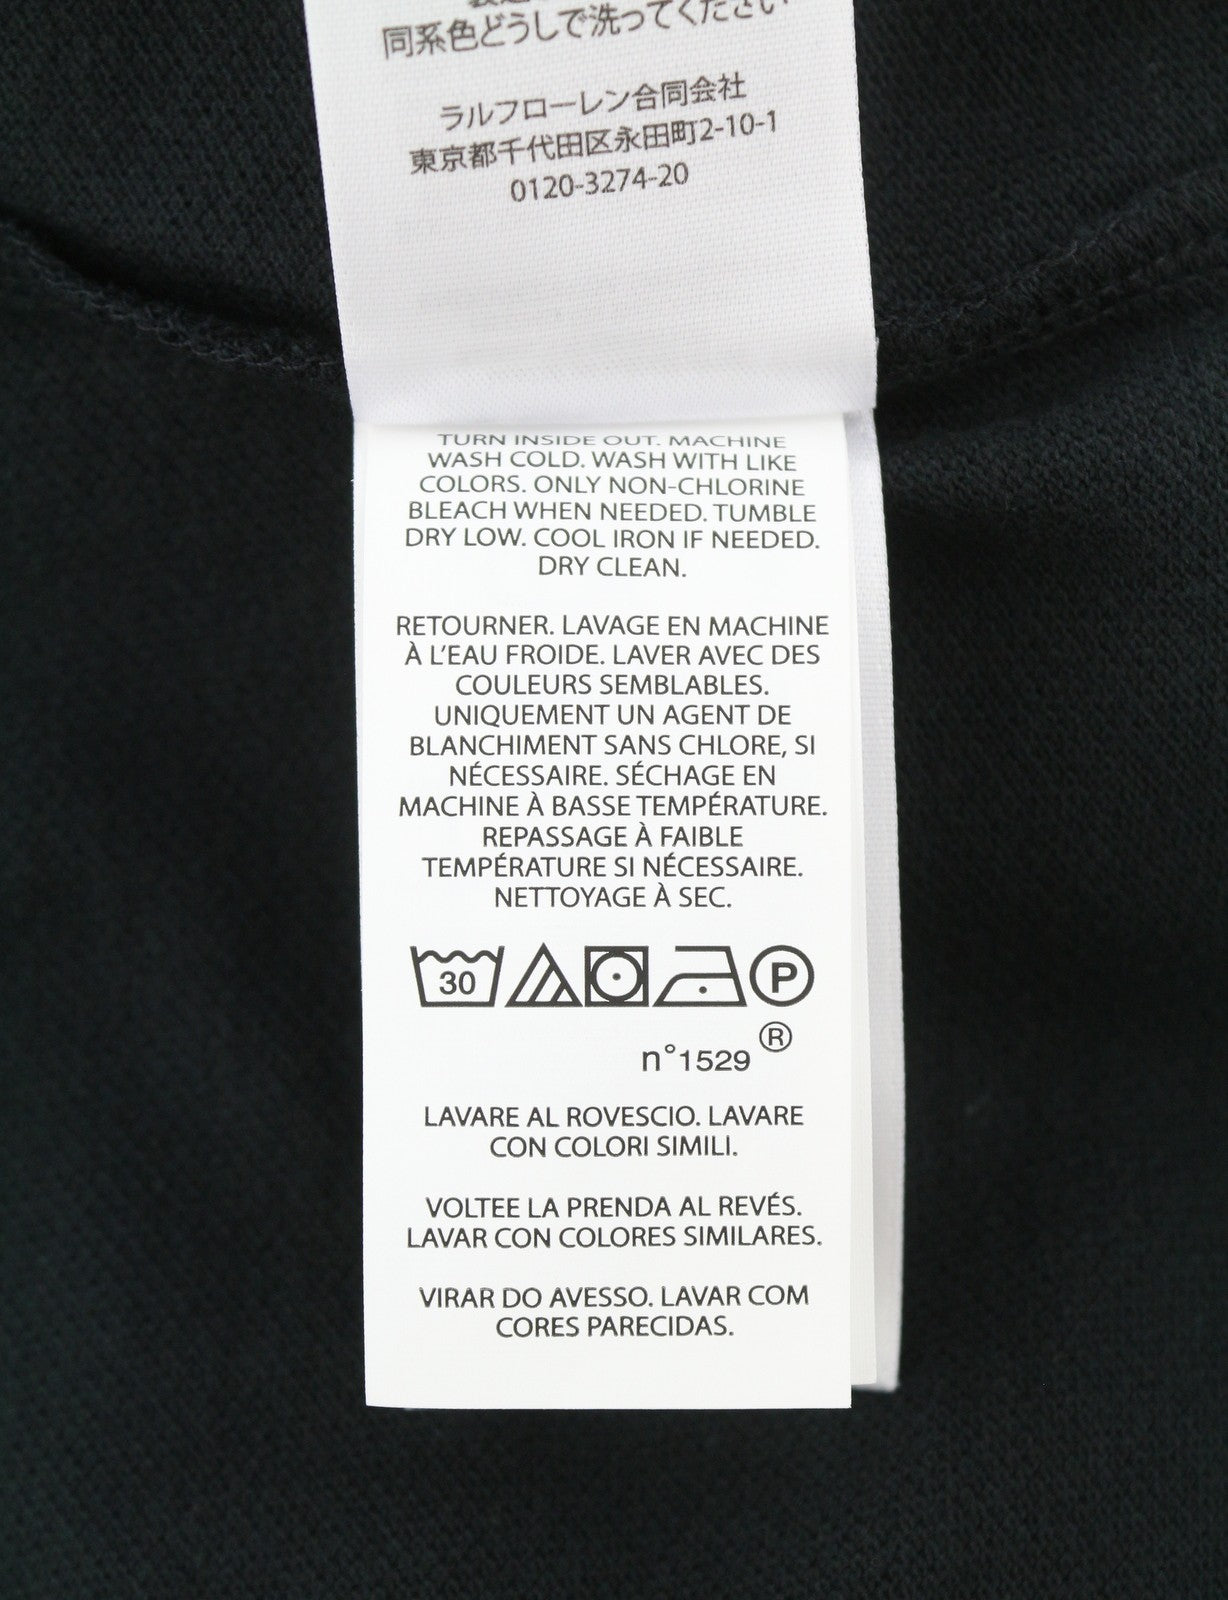 同系色どうしで洗ってください
ラルフローレン合同会社
東京都千代田区永田町2-10-1
0120-3274-20
TURN INSIDE OUT. MACHINE
WASH COLD. WASH WITH LIKE
COLORS. ONLY NON-CHLORINE
BLEACH WHEN NEEDED. TUMBLE
DRY LOW. COOL IRON IF NEEDED.
DRY CLEAN.
RETOURNER. LAVAGE EN MACHINE
À L'EAU FROIDE. LAVER AVEC DES
COULEURS SEMBLABLES.
UNIQUEMENT UN AGENT DE
BLANCHIMENT SANS CHLORE, SI
NÉCESSAIRE. SÉCHAGE EN
MACHINE À BASSE TEMPÉRATURE.
REPASSAGE À FAIBLE
TEMPÉRATURE SI NÉCESSAIRE.
NETTOYAGE À SEC.
30 P
n°1529 ®
LAVARE AL ROVESCIO. LAVARE
CON COLORI SIMILI.
VOLTEE LA PRENDA AL REVÉS.
LAVAR CON COLORES SIMILARES.
VIRAR DO AVESSO. LAVAR COM
CORES PARECIDAS.